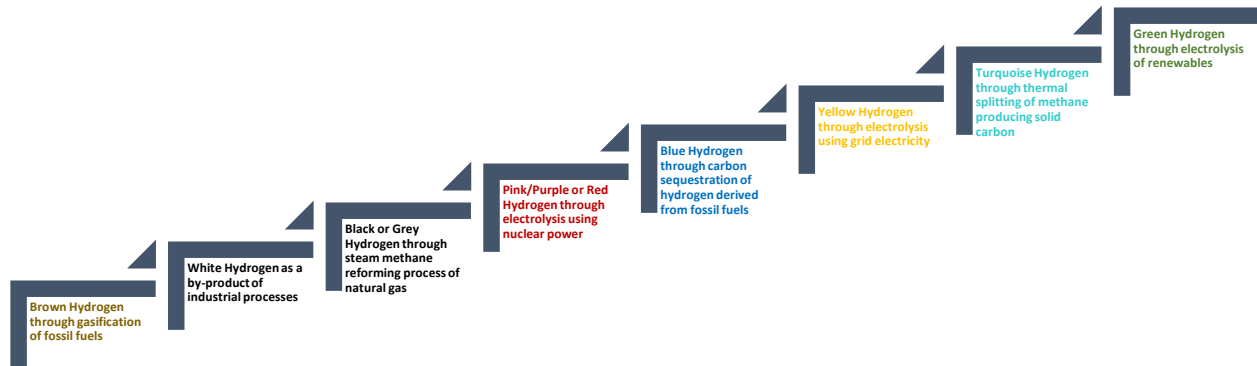 Brown Hydrogen
through gasification
of fossil fuels
White Hydrogen as a
by-product of
industrial processes
Black or Grey
Hydrogen through
steam methane
reforming process of
natural gas
Pink/Purple or Red
Hydrogen through
electrolysis using
nuclear power
Blue Hydrogen
through carbon
sequestration of
hydrogen derived
from fossil fuels
Yellow Hydrogen
through electrolysis
using grid electricity
Turquoise Hydrogen
through thermal
splitting of methane
producing solid
carbon
Green Hydrogen
through electrolysis
of renewables